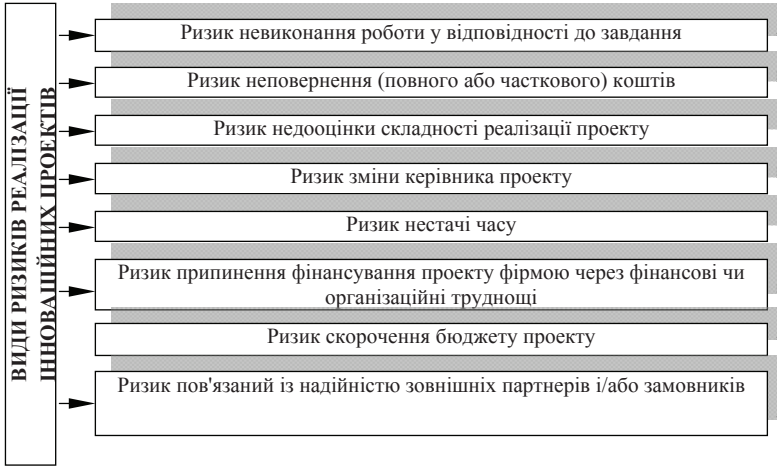 ВИДИ РИЗИКІВ РЕАЛІЗАЦІЇ
ІННОВАЦІЙНИХ ПРОЕКТІВ
Ризик невиконання роботи у відповідності до завдання
Ризик неповернення (повного або часткового) коштів
Ризик недооцінки складності реалізації проекту
Ризик зміни керівника проекту
Ризик нестачі часу
Ризик припинення фінансування проекту фірмою через фінансові чи
організаційні труднощі
Ризик скорочення бюджету проекту
Ризик пов'язаний із надійністю зовнішніх партнерів і/або замовників